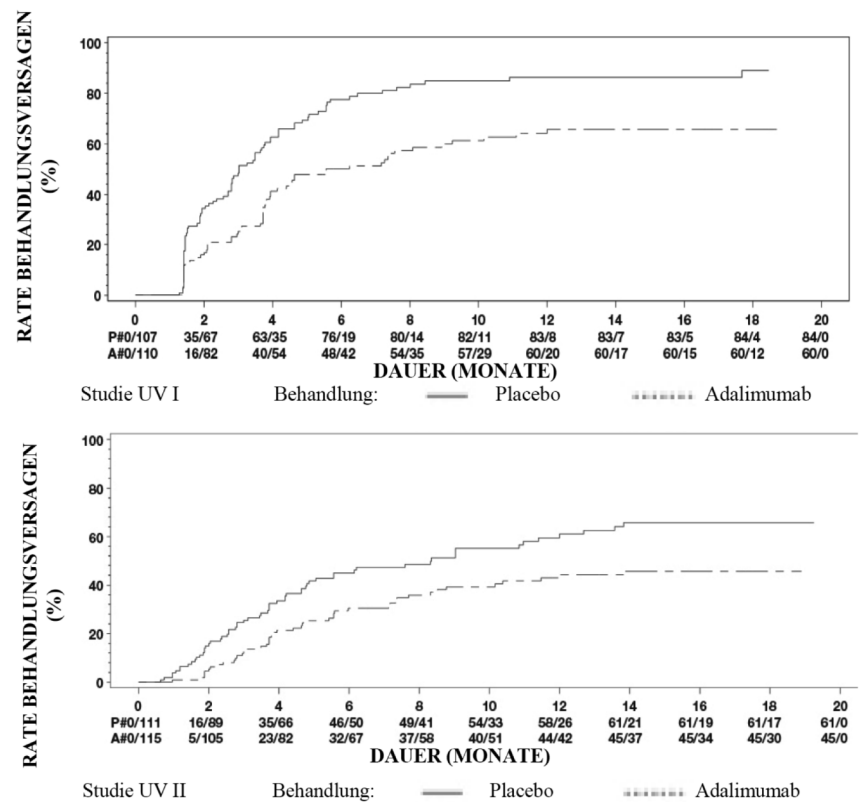 RATE BEHANDLUNGSVERSAGEN
(%)
100
80
60
40
20
0
0 2 4 6 8 10 12 14 16 18 20
P#0/107 35/67 63/35 76/19 80/14 82/11 83/8 83/7 83/5 84/4 84/0
A#0/110 16/82 40/54 48/42 54/35 57/29 60/20 60/17 60/15 60/12 60/0
DAUER (MONATE)
Studie UV I Behandlung: Placebo Adalimumab
RATE BEHANDLUNGSVERSAGEN
(%)
100
80
60
40
20
0
0 2 4 6 8 10 12 14 16 18 20
P#0/111 16/89 35/66 46/50 49/41 54/33 58/26 61/21 61/19 61/17 61/0
A#0/115 5/105 23/82 32/67 37/58 40/51 44/42 45/37 45/34 45/30 45/0
DAUER (MONATE)
Studie UV II Behandlung: Placebo Adalimumab